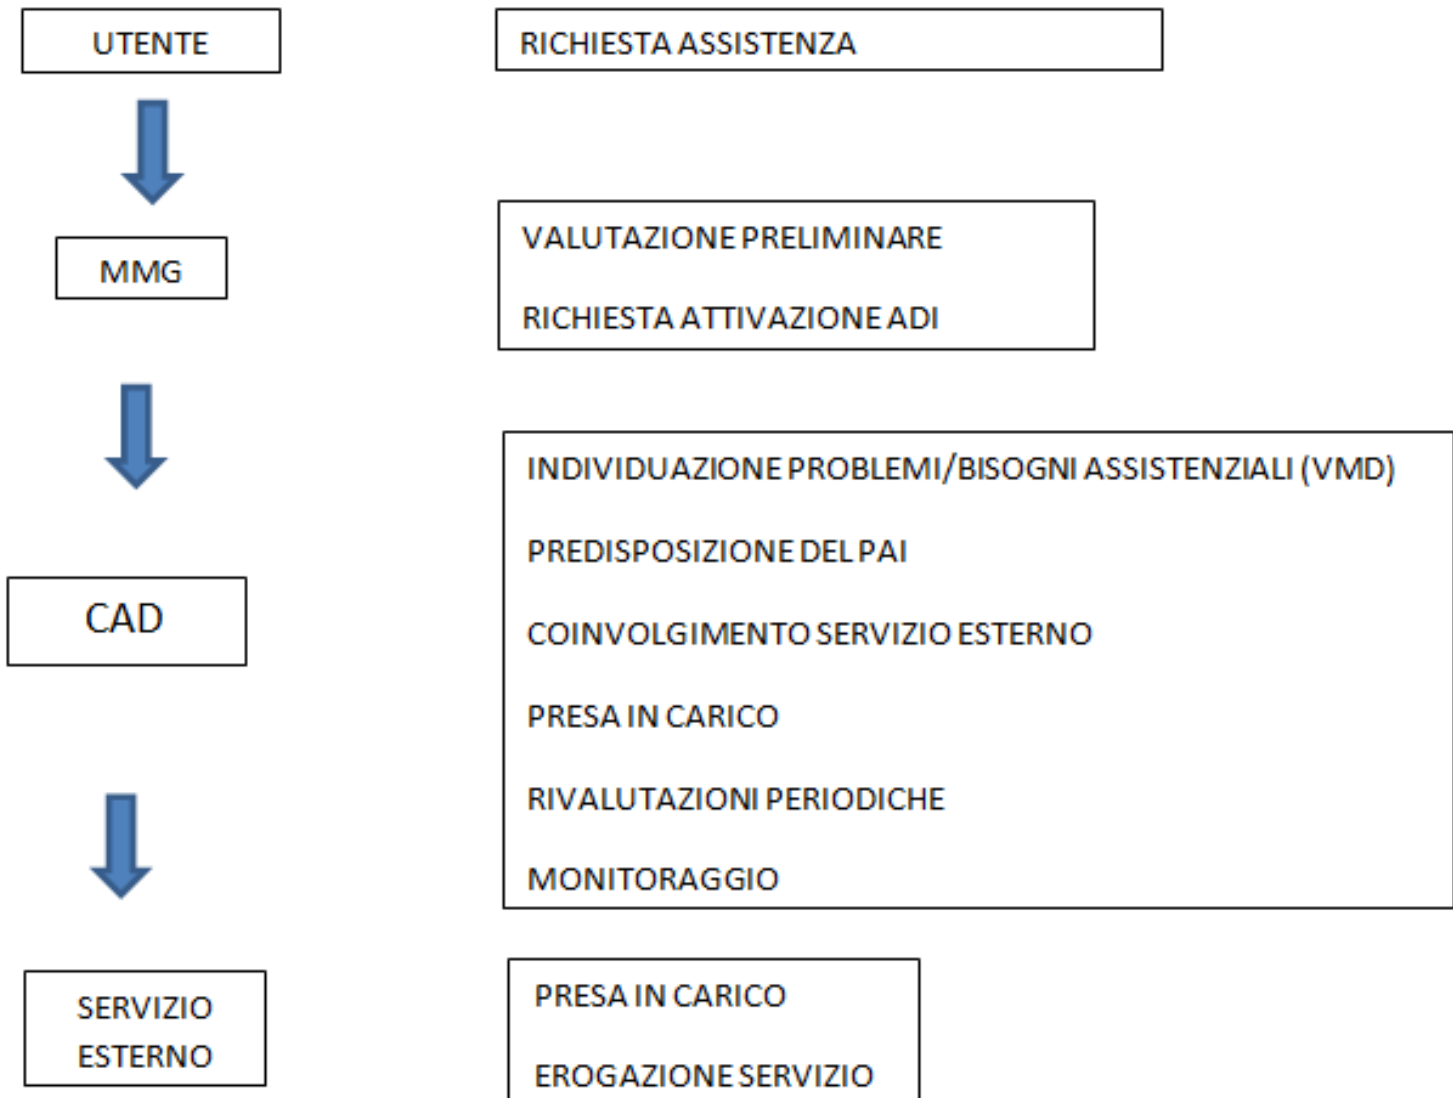 UTENTE
RICHIESTA ASSISTENZA
MMG
VALUTAZIONE PRELIMINARE
RICHIESTA ATTIVAZIONE ADI
CAD
INDIVIDUAZIONE PROBLEMI/BISOGNI ASSISTENZIALI (VMD)
PREDISPOSIZIONE DEL PAI
COINVOLGIMENTO SERVIZIO ESTERNO
PRESA IN CARICO
RIVALUTAZIONI PERIODICHE
MONITORAGGIO
SERVIZIO
ESTERNO
PRESA IN CARICO
EROGAZIONE SERVIZIO